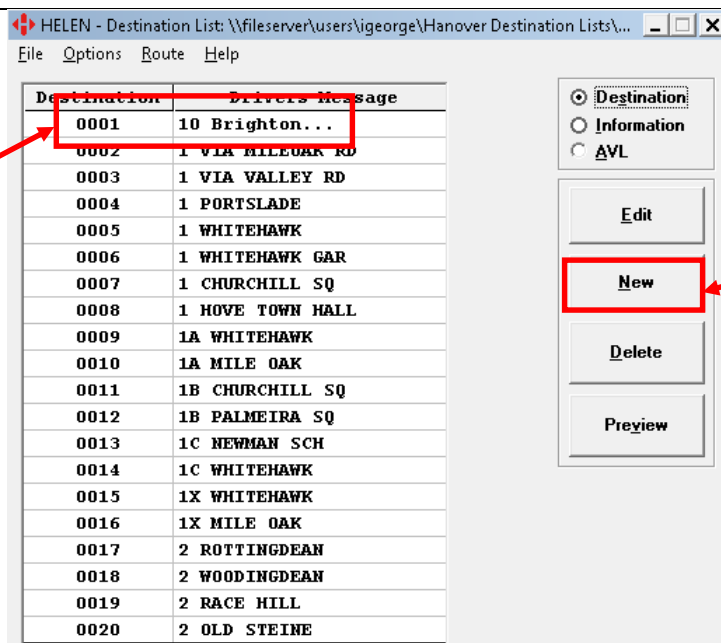 HELEN - Destination List: \\fileserver\users\igeorge\Hanover Destination Lists\...
File Options Route Help
Destination Drivers Message
0001 10 Brighton...
0002 1 VIA MILEOAK RD
0003 1 VIA VALLEY RD
0004 1 PORTSLADE
0005 1 WHITEHAWK
0006 1 WHITEHAWK GAR
0007 1 CHURCHILL SQ
0008 1 HOVE TOWN HALL
0009 1A WHITEHAWK
0010 1A MILE OAK
0011 1B CHURCHILL SQ
0012 1B PALMEIRA SQ
0013 1C NEWMAN SCH
0014 1C WHITEHAWK
0015 1X WHITEHAWK
0016 1X MILE OAK
0017 2 ROTTINGDEAN
0018 2 WOODINGDEAN
0019 2 RACE HILL
0020 2 OLD STEINE
Destination
Information
AVL
Edit
New
Delete
Preview